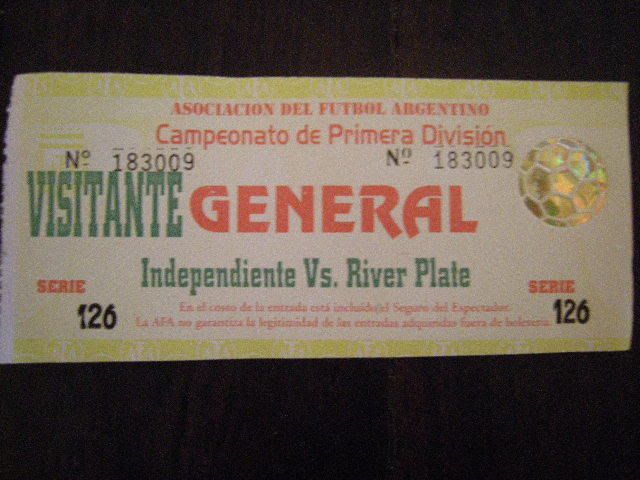 ASOCIACION DEL FUTBOL ARGENTINO
Campeonato de Primera División
Nº 183009 Nº 183009
VISITANTE GENERAL
Independiente Vs. River Plate
SERIE 126 SERIE 126
En el costo de la entrada está incluido el Seguro del Espectador.
La AFA no garantiza la legitimidad de las entradas adquiridas fuera de boletería.